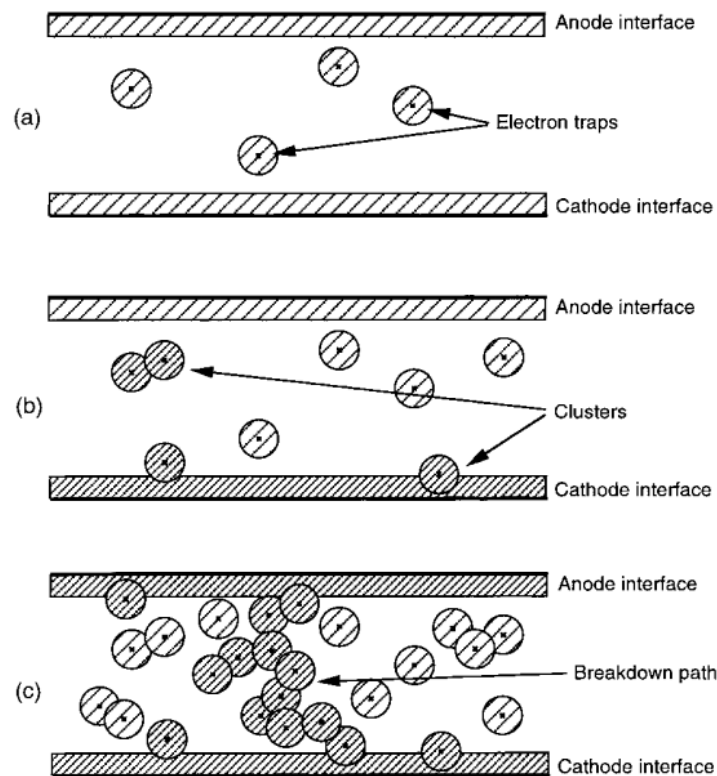 Anode interface
(a)
Electron traps
Cathode interface
Anode interface
(b)
Clusters
Cathode interface
Anode interface
(c)
Breakdown path
Cathode interface